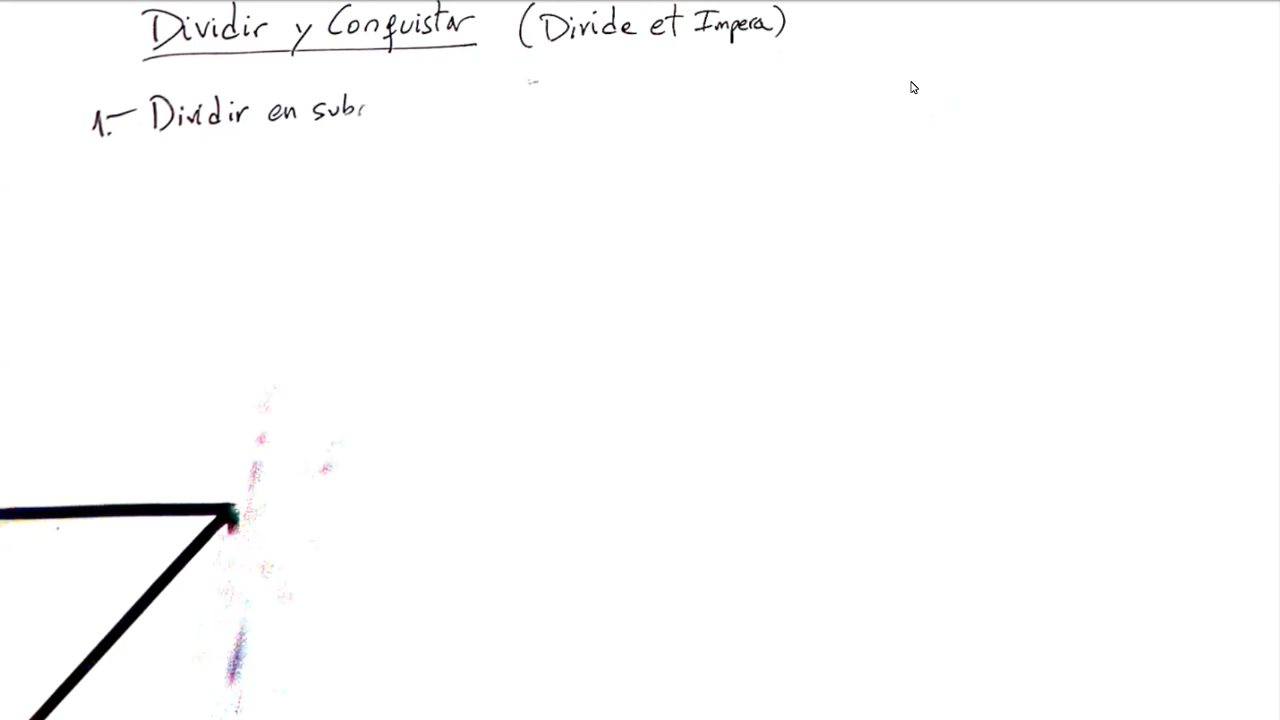 Dividir y Conquistar (Divide et Impera)
1.- Dividir en sub